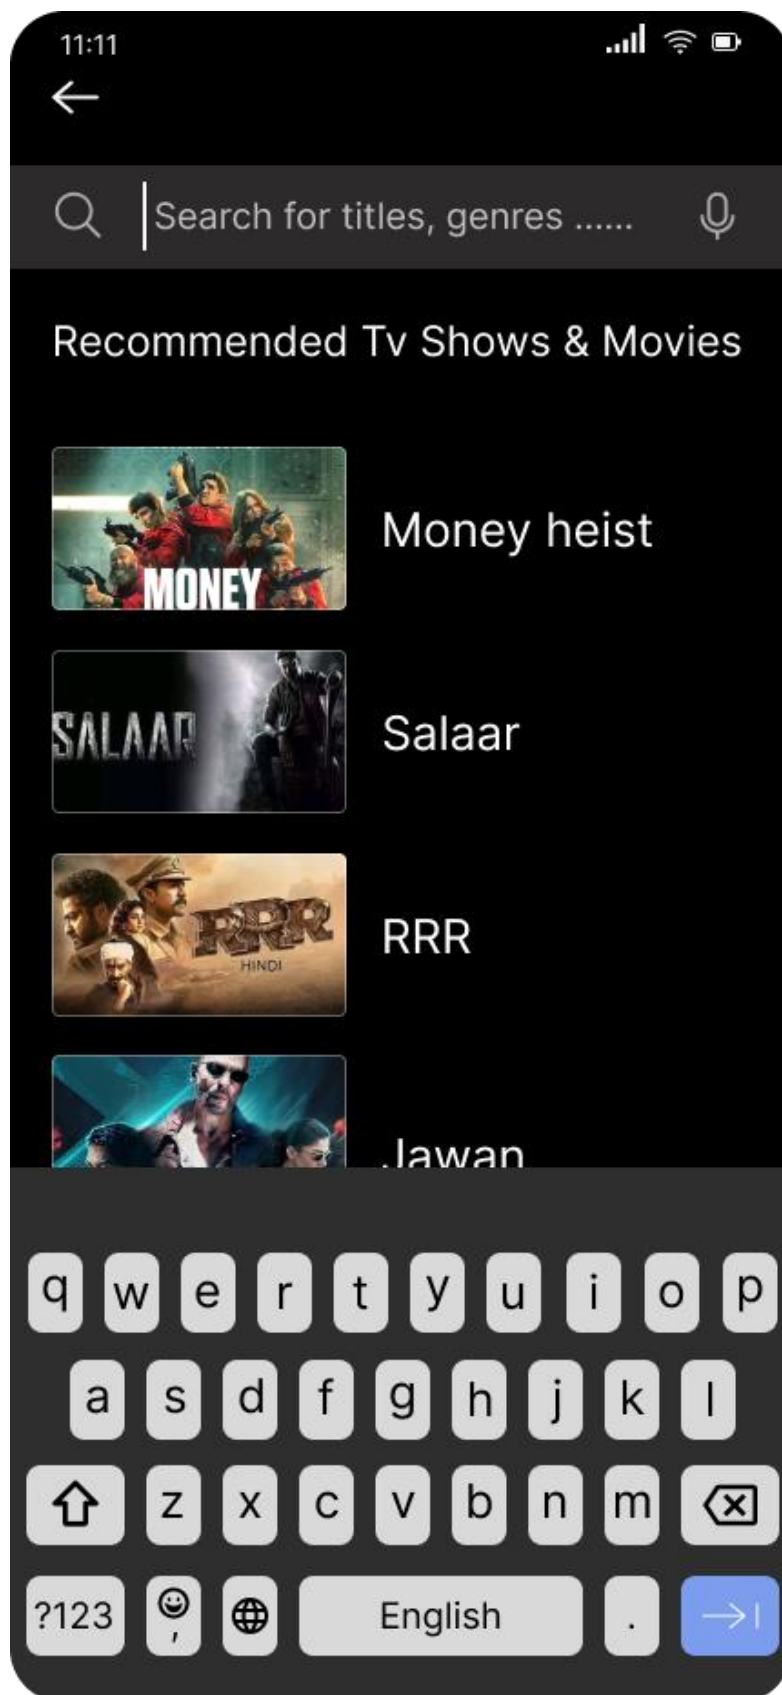 11:11
Search for titles, genres ......
Recommended Tv Shows & Movies
MONEY
Money heist
SALAAR
Salaar
RRR
HINDI
RRR
Jawan
q w e r t y u i o p
a s d f g h j k l
z x c v b n m
?123 , English .